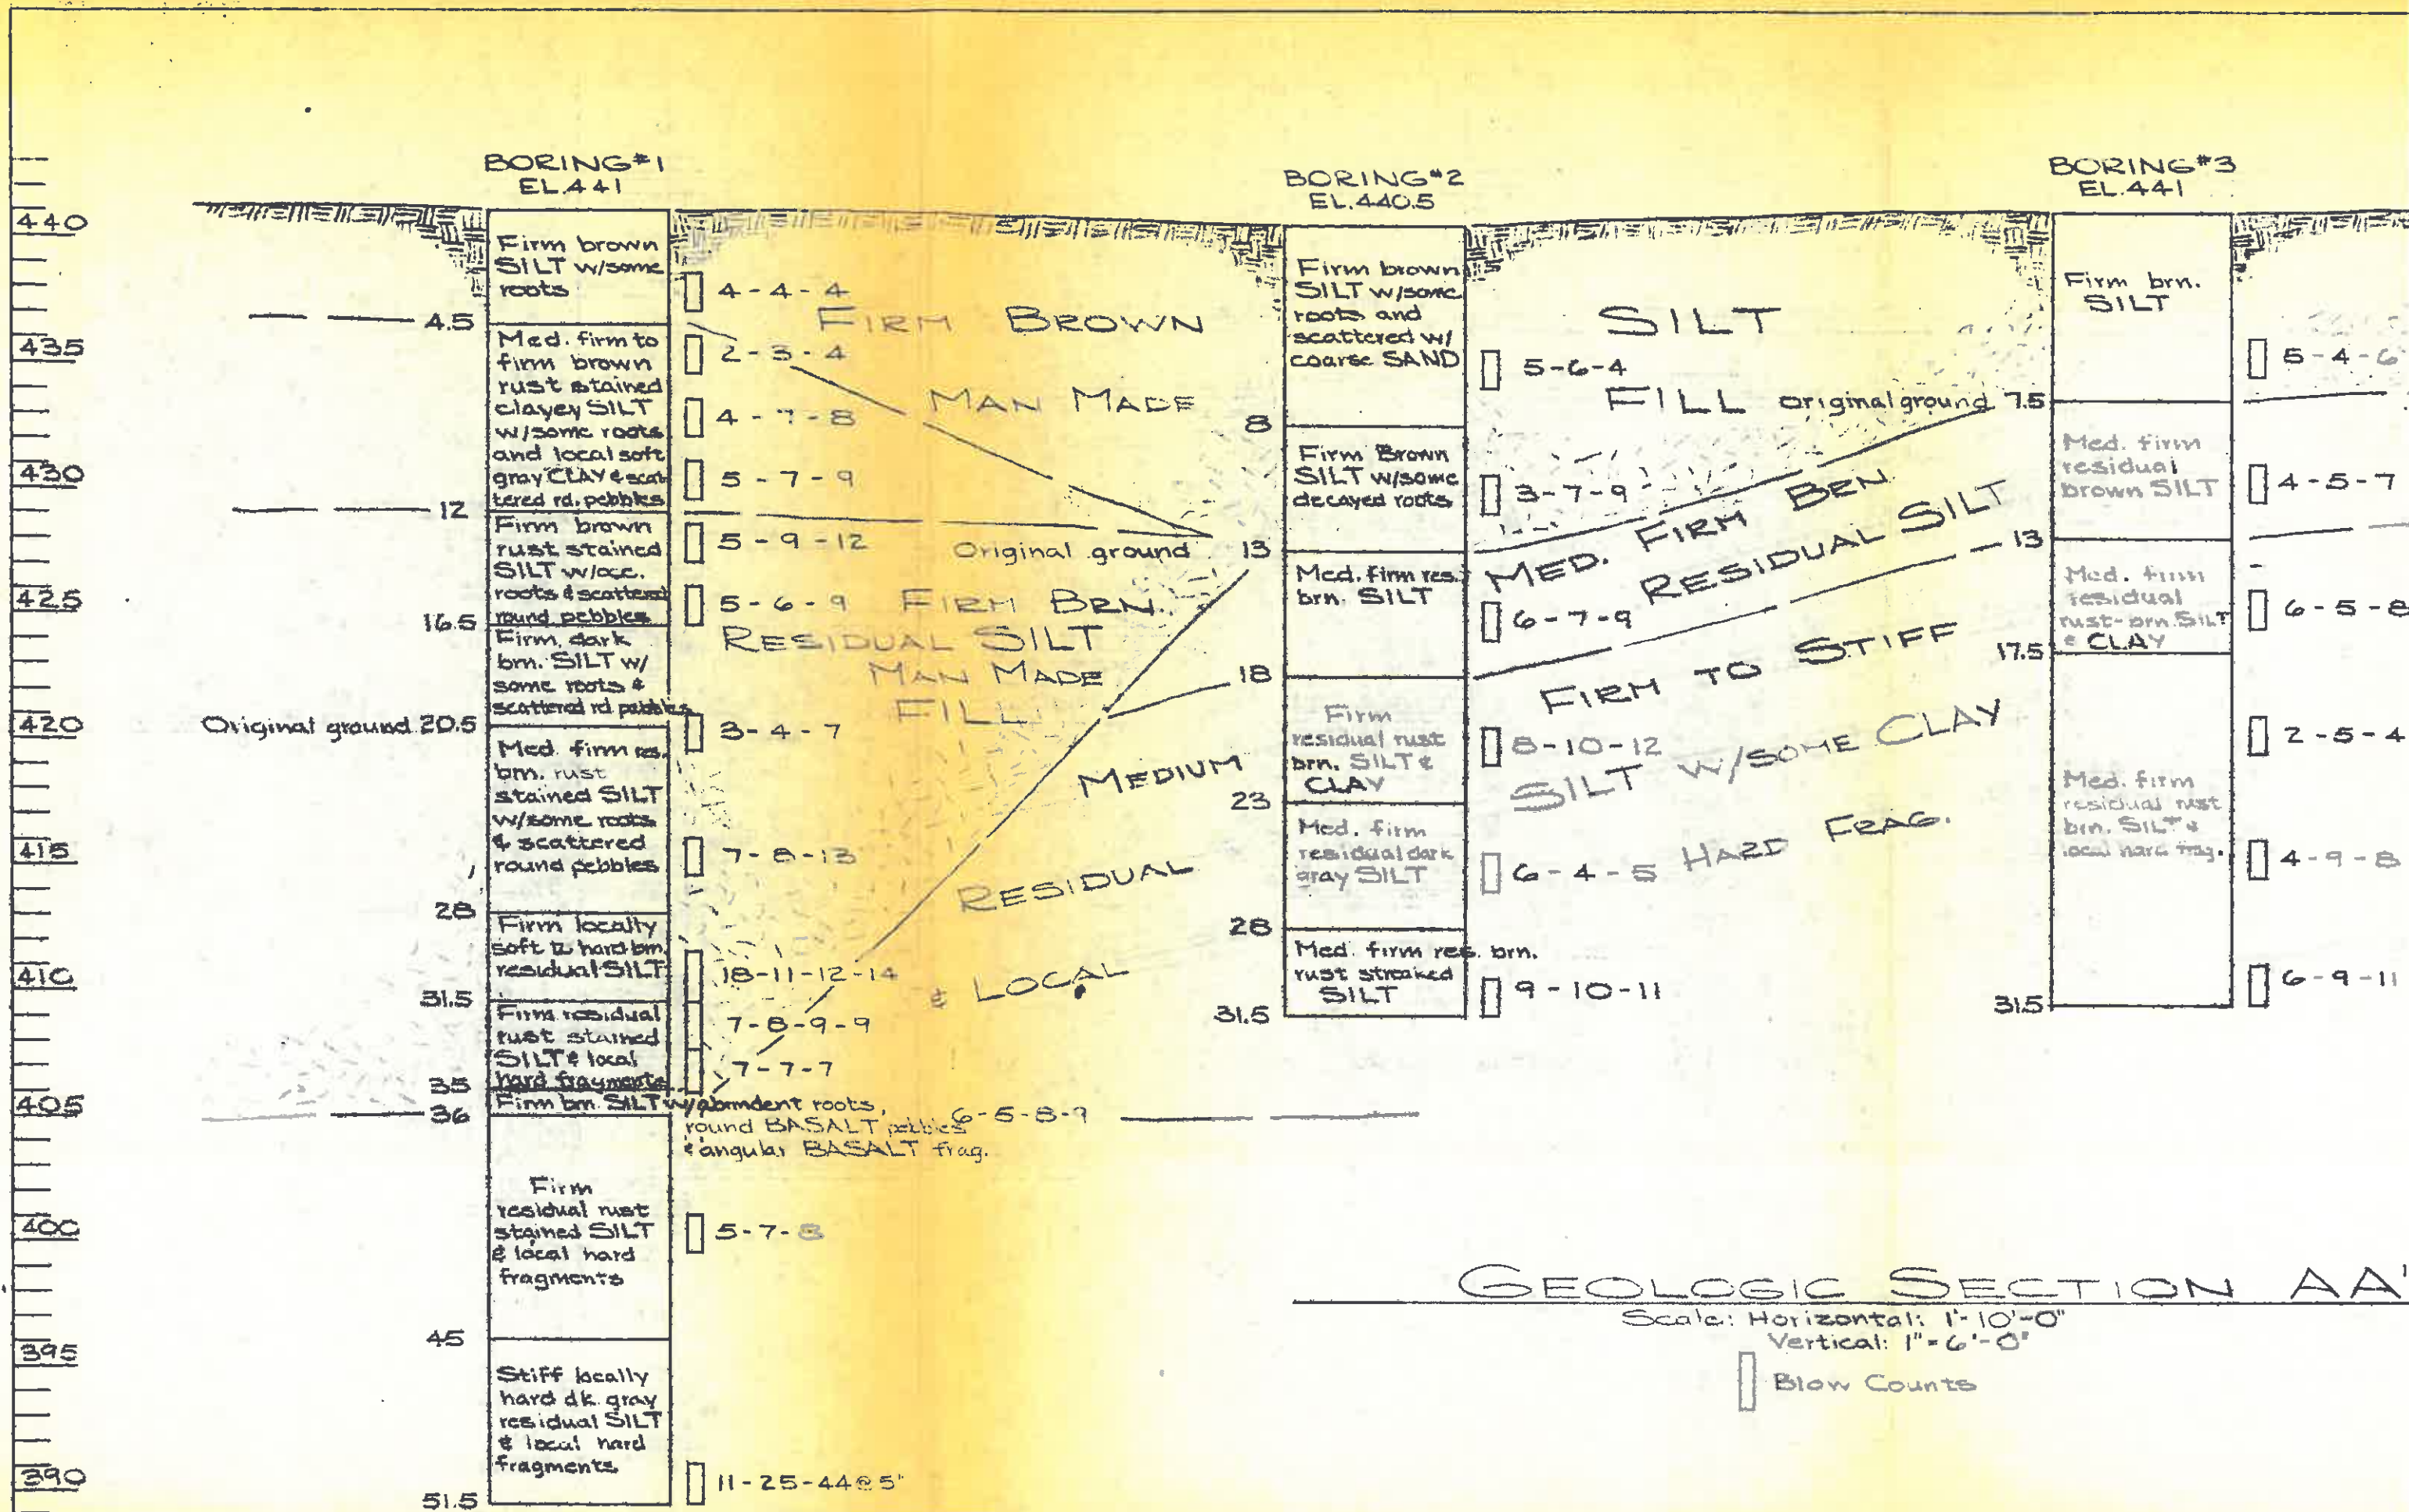 BORING #1
EL.441
BORING #2
EL.440.5
BORING #3
EL.441
440
435
430
425
420
415
410
405
400
395
390
4.5
12
16.5
Original ground 20.5
28
31.5
35
36
45
51.5
Firm brown
SILT w/some
roots
Med. firm to
firm brown
rust stained
clayey SILT
w/some roots
and local soft
gray CLAY & scat
tered rd. pebbles
Firm brown
rust stained
SILT w/occ.
roots & scattered
round pebbles
Firm dark
brn. SILT w/
some roots &
scattered rd pebbles
Med. firm res.
brn. rust
stained SILT
w/some roots
& scattered
round pebbles
Firm locally
soft to hard brn.
residual SILT
Firm residual
rust stained
SILT & local
hard fragments
Firm brn. SILT w/abundent roots,
round BASALT pebbles
& angular BASALT frag.
Firm
residual rust
stained SILT
& local hard
fragments
Stiff locally
hard dk. gray
residual SILT
& local hard
fragments
4-4-4
2-3-4
4-7-8
5-7-9
5-9-12
5-6-9
3-4-7
7-8-13
18-11-12-14
7-8-9-9
7-7-7
6-5-8-9
5-7-8
11-25-44@5"
FIRM BROWN SILT
MAN MADE FILL
Original ground
FIRM BRN.
RESIDUAL SILT
MAN MADE
FILL
MEDIUM
RESIDUAL
& LOCAL
8
13
18
23
28
31.5
Firm brown
SILT w/some
roots and
scattered w/
coarse SAND
Firm Brown
SILT w/some
decayed roots
Med. firm res.
brn. SILT
Firm
residual rust
brn. SILT &
CLAY
Med. firm
residual dark
gray SILT
Med. firm res. brn.
rust streaked
SILT
5-6-4
3-7-9
6-7-9
8-10-12
6-4-5
9-10-11
Original ground 7.5
MED. FIRM BRN.
RESIDUAL SILT
FIRM TO STIFF
SILT W/SOME CLAY
HARD FRAG.
13
17.5
31.5
Firm brn.
SILT
Med. firm
residual
brown SILT
Med. firm
residual
rust-brn. SILT
& CLAY
Med. firm
residual rust
brn. SILT &
local hard frag.
5-4-6
4-5-7
6-5-8
2-5-4
4-9-8
6-9-11
GEOLOGIC SECTION AA'
Scale: Horizontal: 1"-10'-0"
Vertical: 1"=6'-0"
Blow Counts